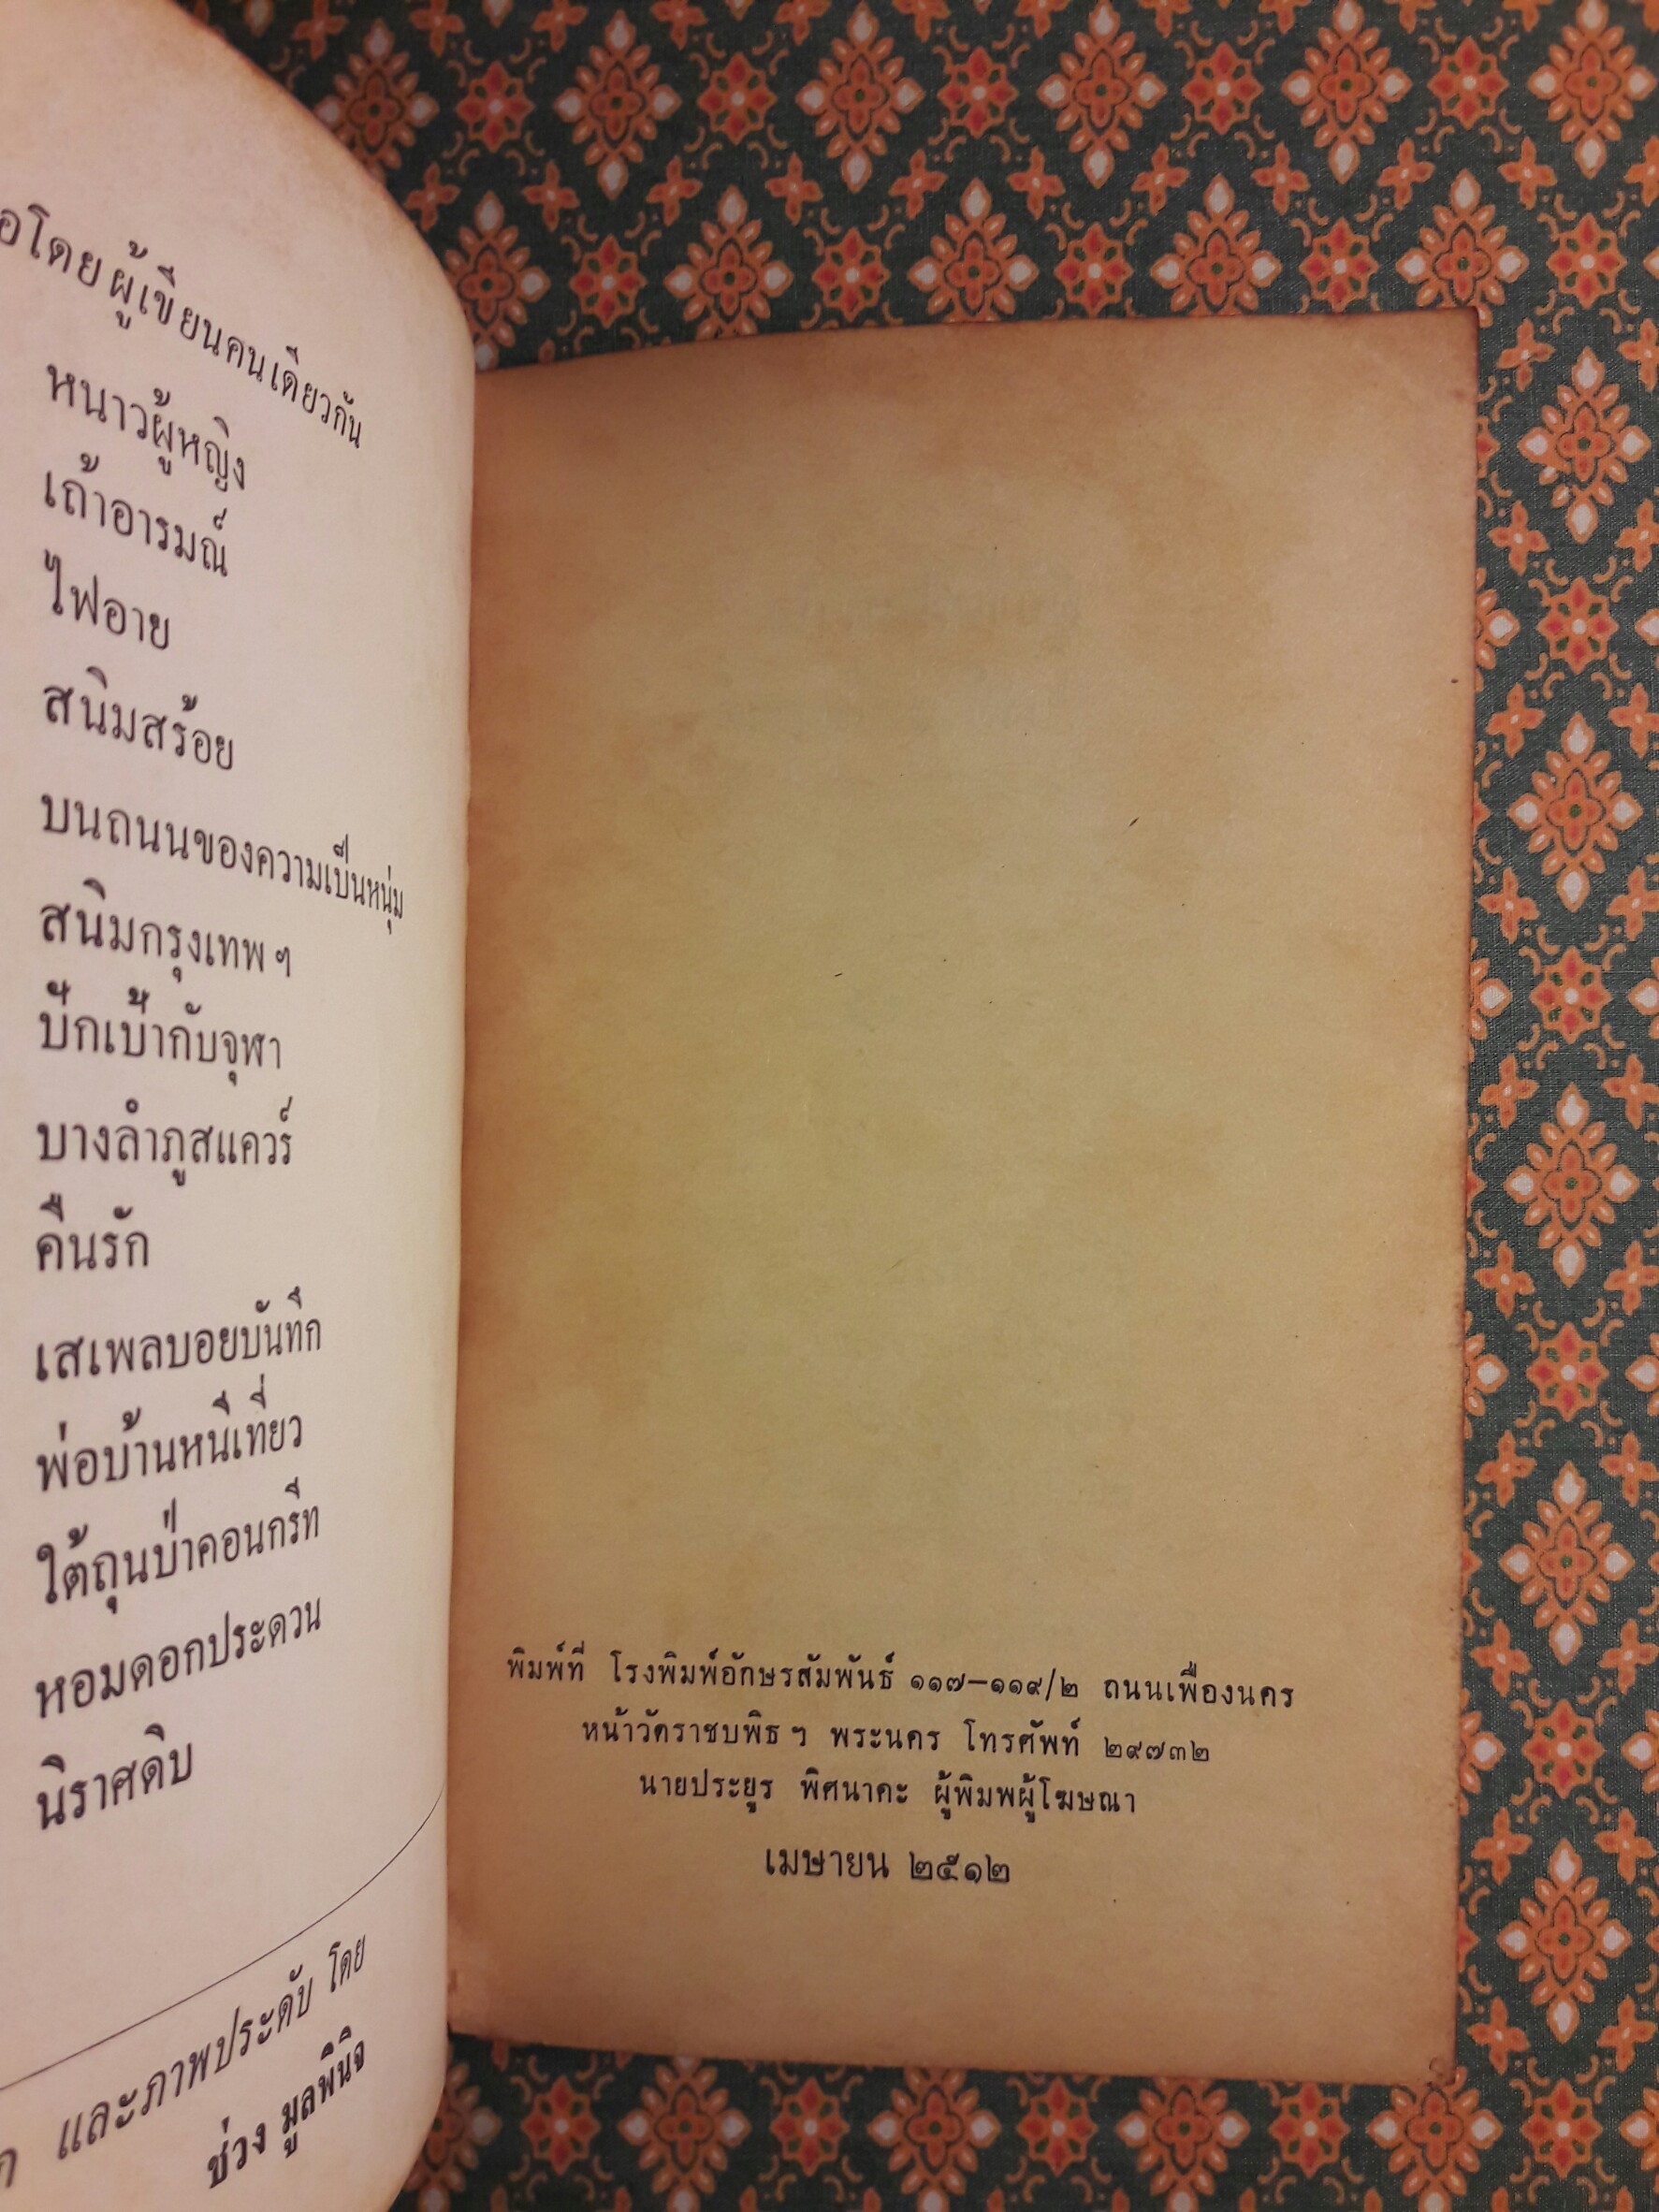 โดยผู้เขียนคนเดียวกัน
หนาวผู้หญิง
เถ้าอารมณ์
ไฟอาย
สนิมสร้อย
บนถนนของความเป็นหนุ่ม
สนิมกรุงเทพ ฯ
ปักเป้ากับจุฬา
บางลำภูสแควร์
คืนรัก
เสเพลบอยบันทึก
พ่อบ้านหนีเที่ยว
ใต้ถุนป่าคอนกรีท
หอมดอกประดวน
นิราศดิบ
และภาพประดับ โดย
ช่วง มูลพินิจ
พิมพ์ที่ โรงพิมพ์อักษรสัมพันธ์ ๑๑๗–๑๑๙/๒ ถนนเฟื่องนคร
หน้าวัดราชบพิธ ฯ พระนคร โทรศัพท์ ๒๙๗๓๒
นายประยูร พิศนาคะ ผู้พิมพผู้โฆษณา
เมษายน ๒๕๑๒